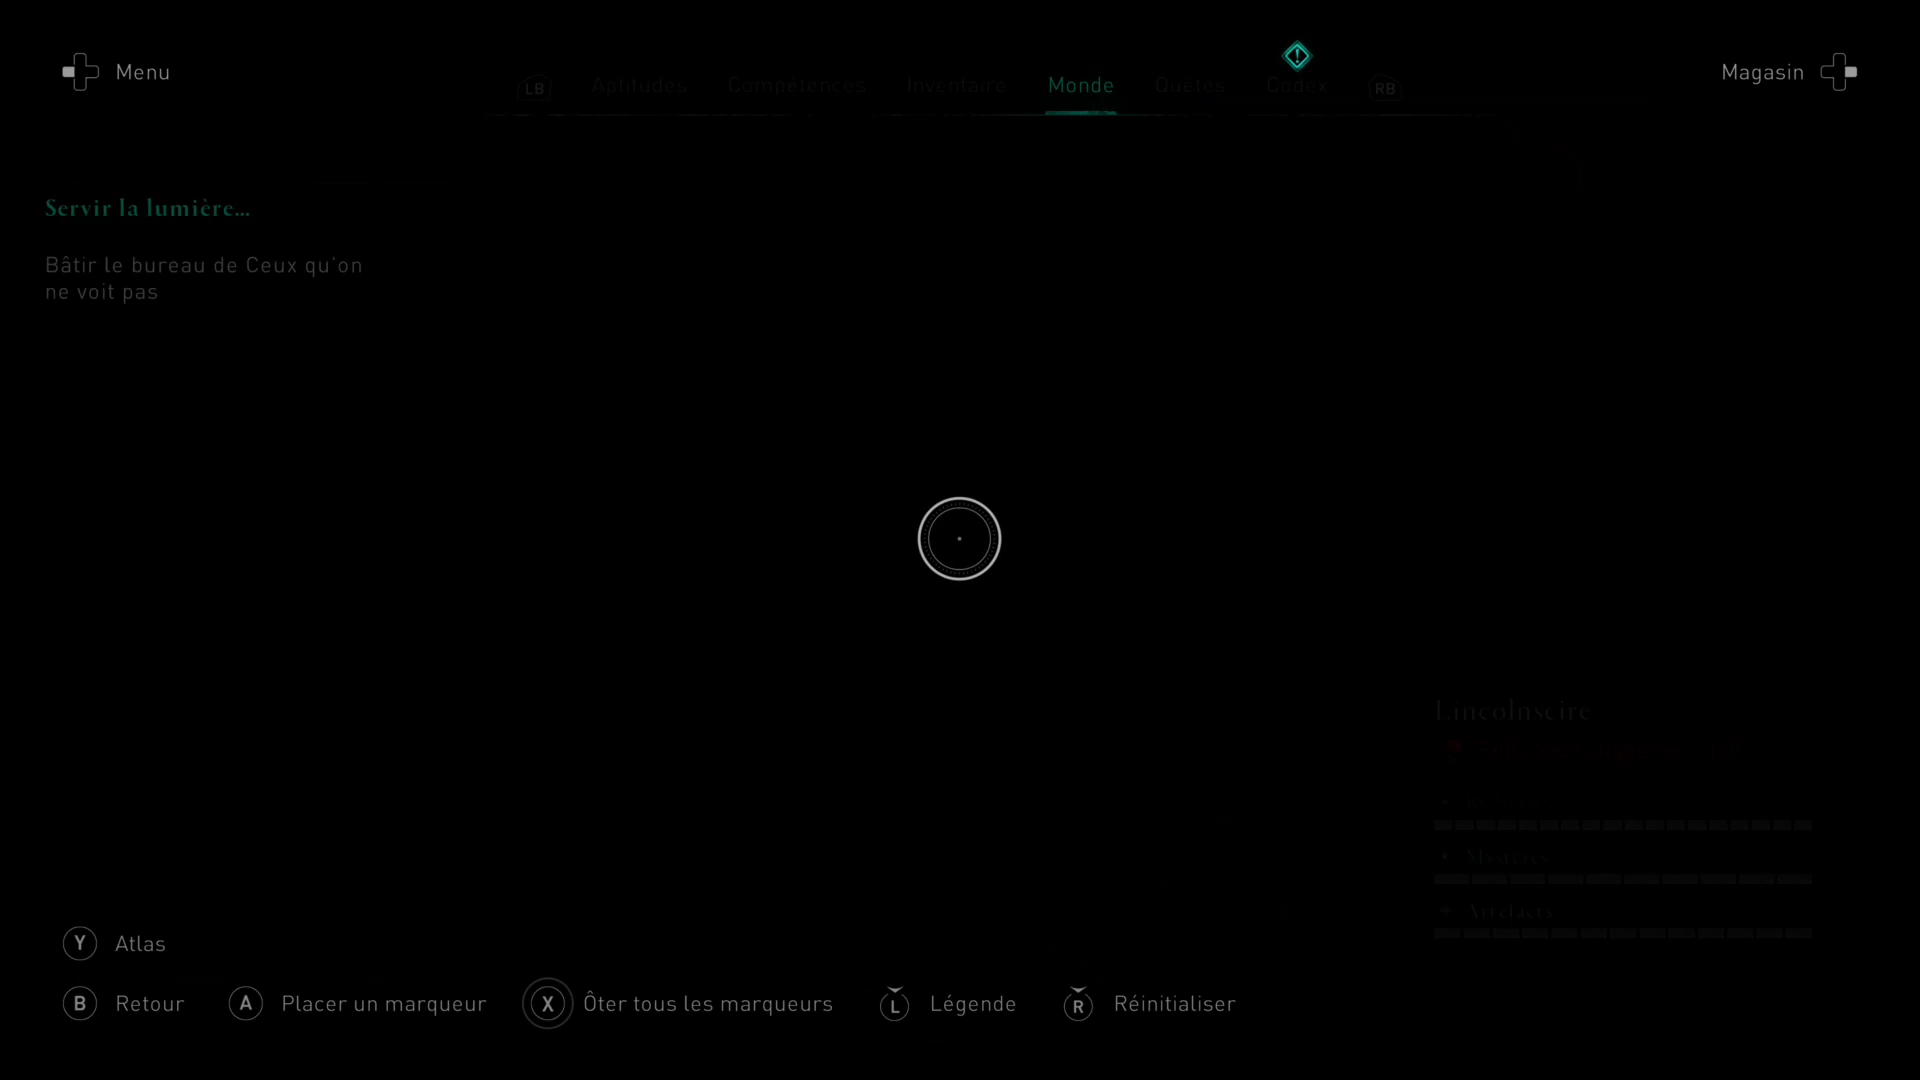 Menu
LB Aptitudes Compétences Inventaire Monde Quêtes Codex RB
Magasin
Servir la lumière...
Bâtir le bureau de Ceux qu'on
ne voit pas
Lincolnscire
Mystères
Artefacts
Y Atlas
B Retour A Placer un marqueur X Ôter tous les marqueurs L Légende R Réinitialiser